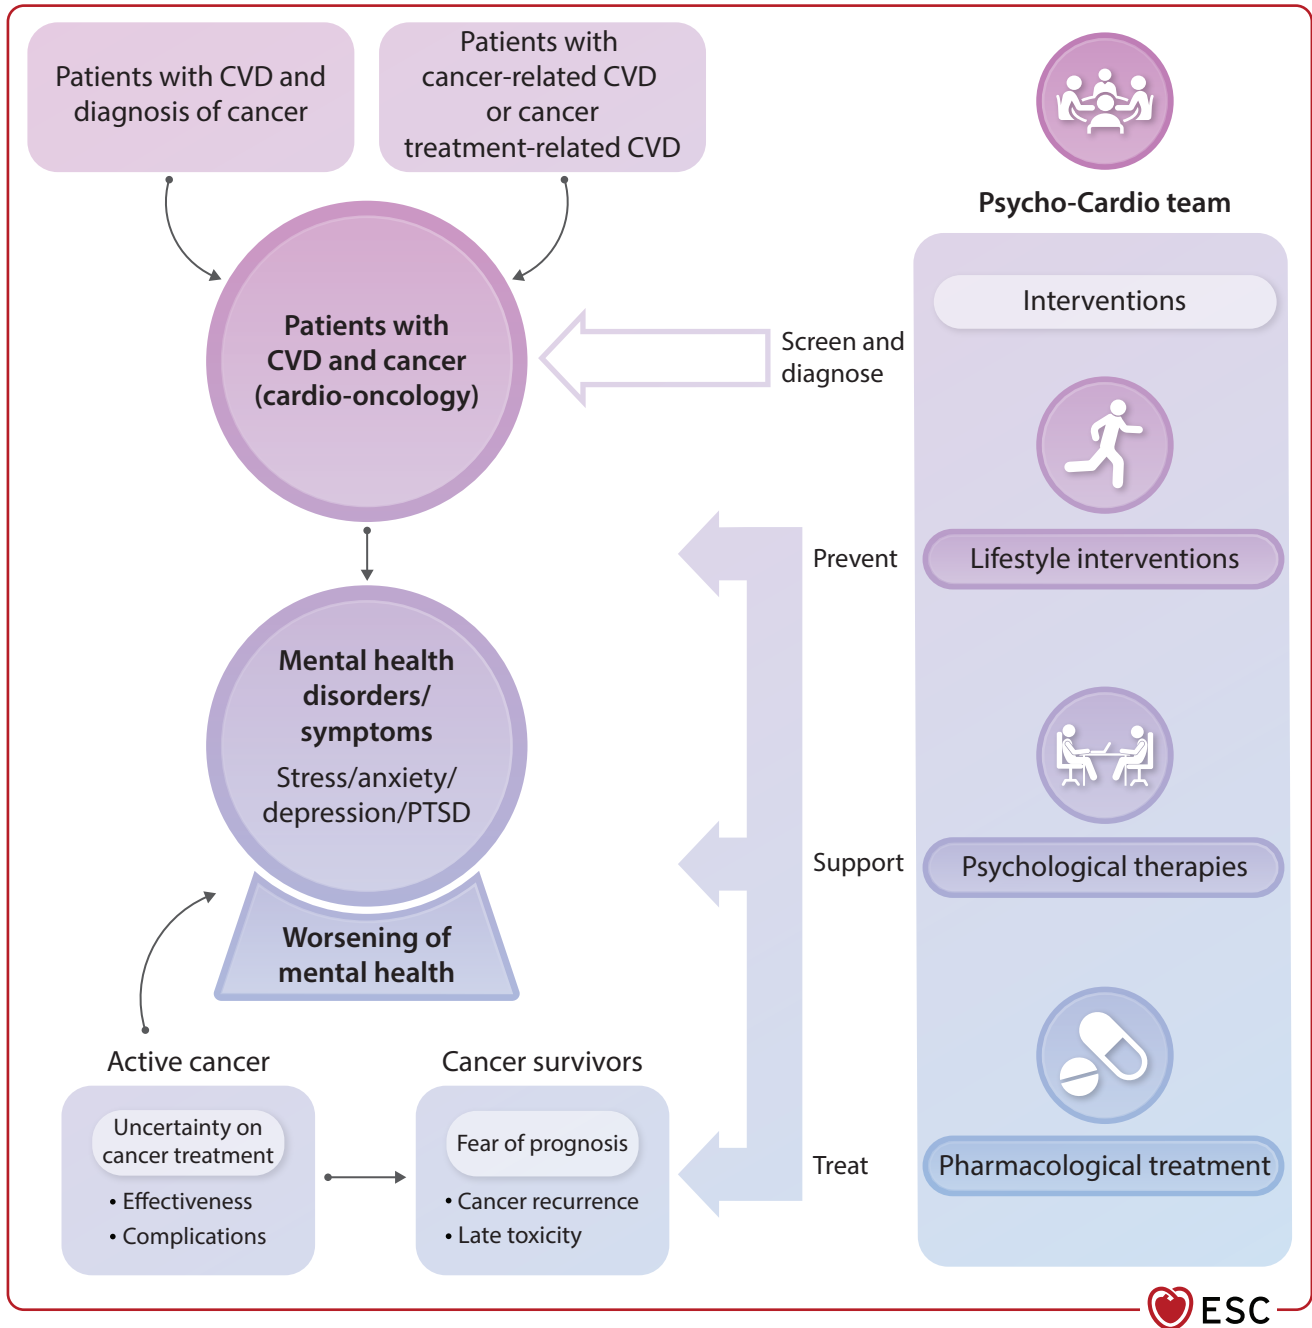 Patients with CVD and
diagnosis of cancer
Patients with
cancer-related CVD
or cancer
treatment-related CVD
Patients with
CVD and cancer
(cardio-oncology)
Mental health
disorders/
symptoms
Stress/anxiety/
depression/PTSD
Worsening of
mental health
Active cancer
Uncertainty on
cancer treatment
• Effectiveness
• Complications
Cancer survivors
Fear of prognosis
• Cancer recurrence
• Late toxicity
Screen and
diagnose
Prevent
Support
Treat
Psycho-Cardio team
Interventions
Lifestyle interventions
Psychological therapies
Pharmacological treatment
ESC